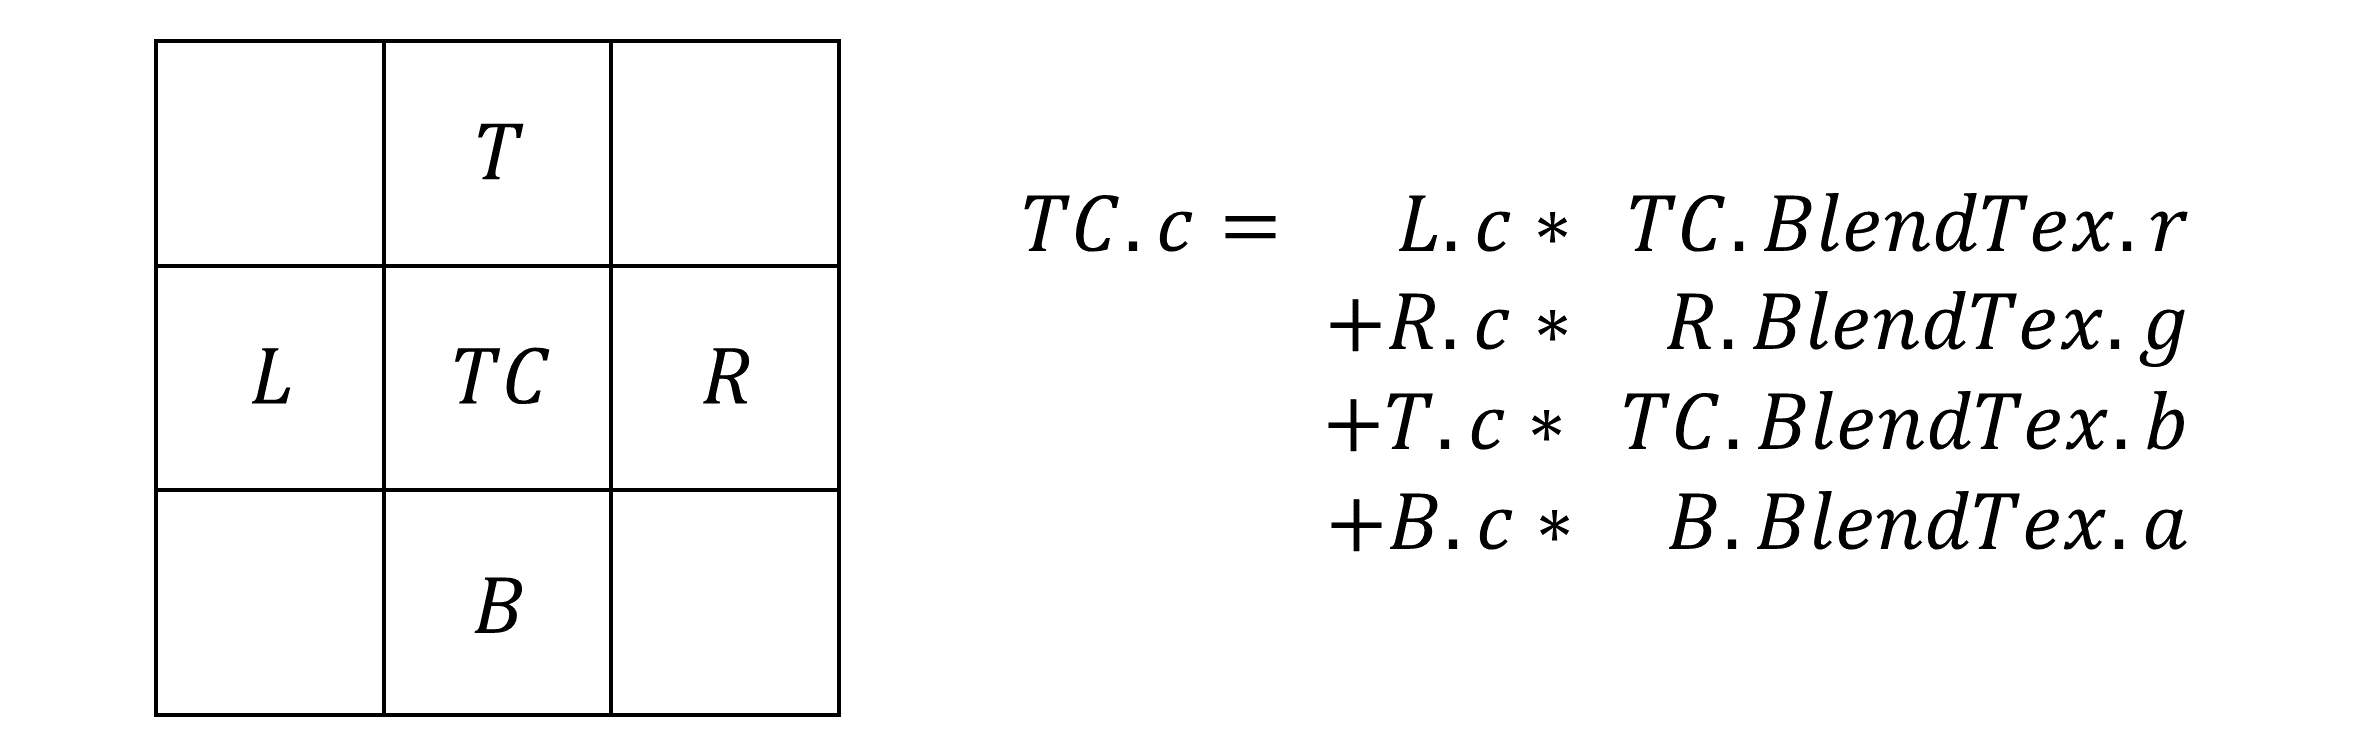 T
L TC R
B
TC.c = L.c ∗ TC.BlendTex.r
+R.c ∗ R.BlendTex.g
+T.c ∗ TC.BlendTex.b
+B.c ∗ B.BlendTex.a